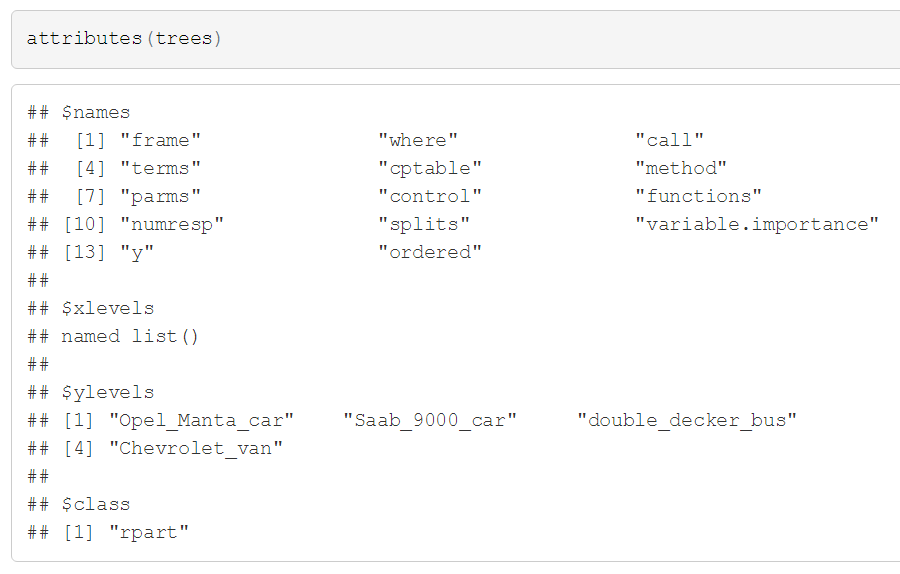 attributes(trees)
## $names
##  [1] "frame"               "where"               "call"
##  [4] "terms"               "cptable"             "method"
##  [7] "parms"               "control"             "functions"
## [10] "numresp"             "splits"              "variable.importance"
## [13] "y"                   "ordered"
##
## $xlevels
## named list()
##
## $ylevels
## [1] "Opel_Manta_car"    "Saab_9000_car"     "double_decker_bus"
## [4] "Chevrolet_van"
##
## $class
## [1] "rpart"